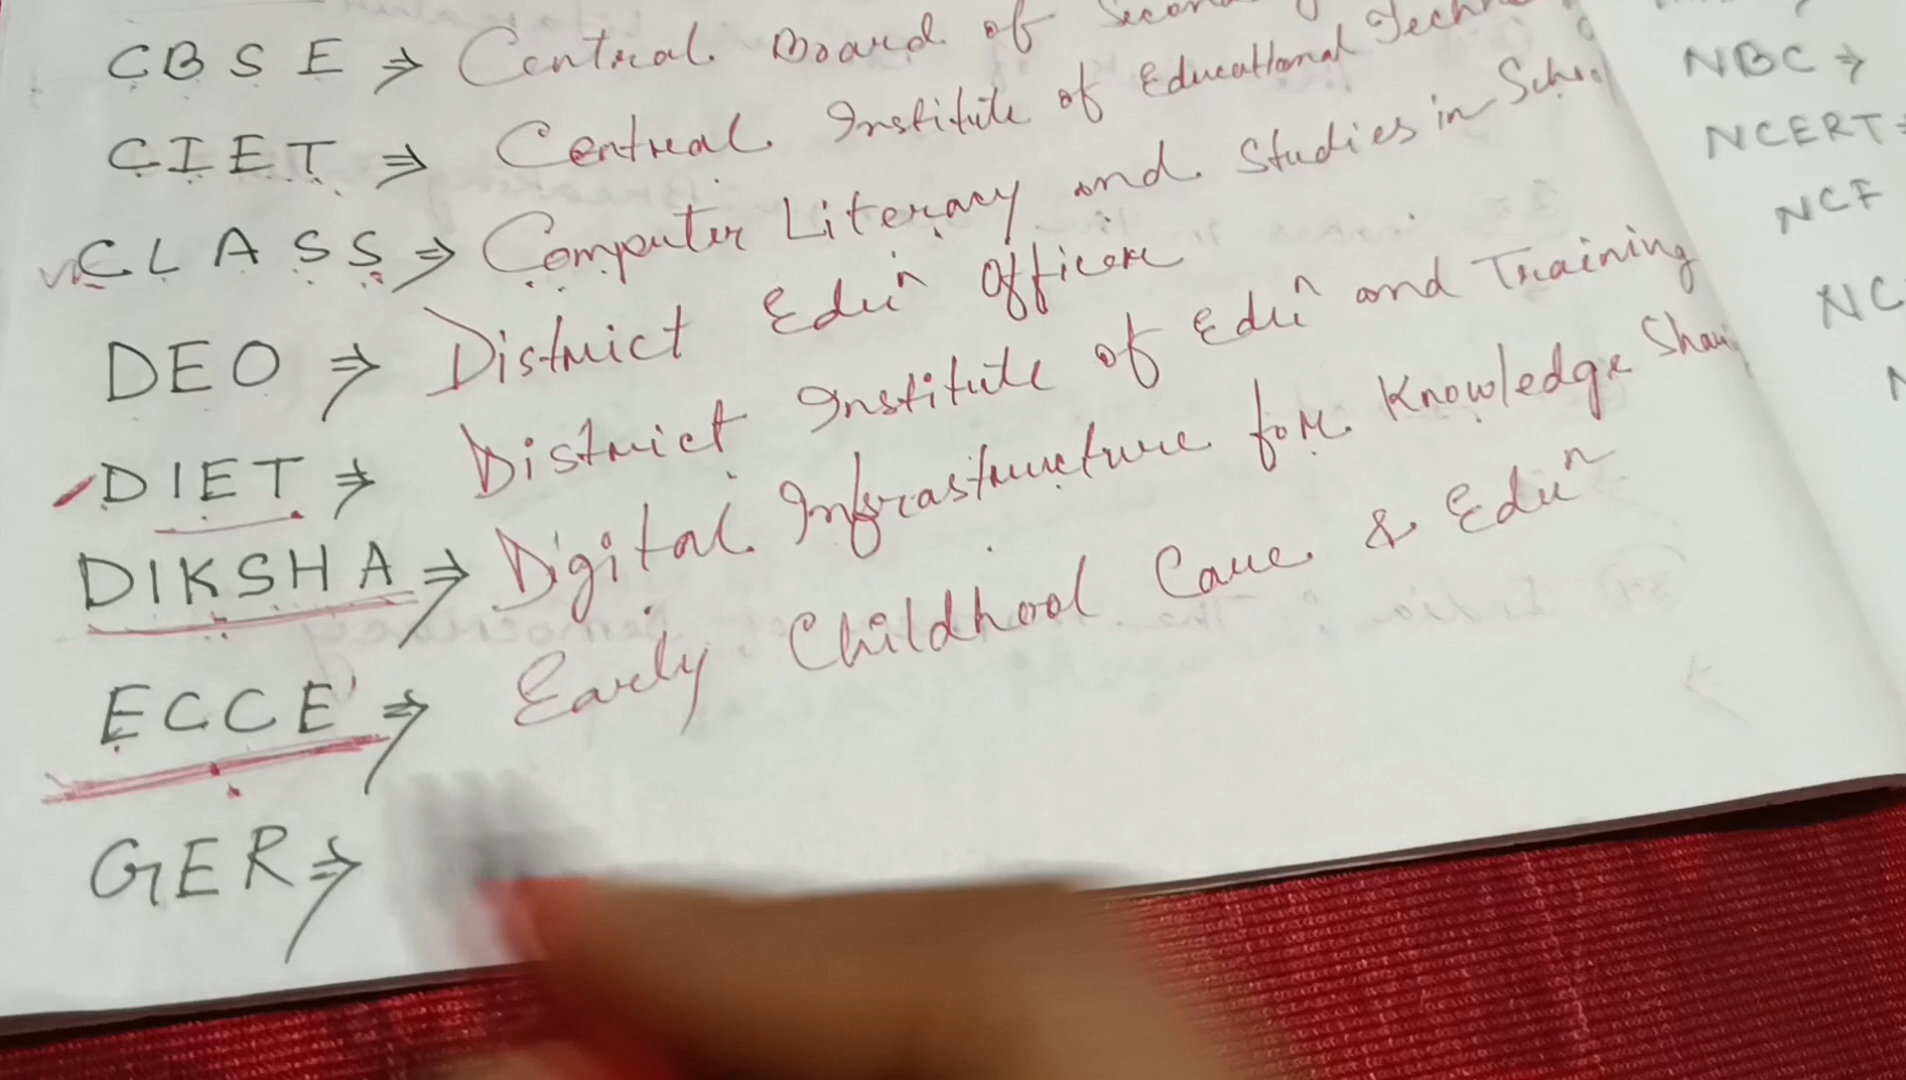 CBSE ⇒ Central Board of
CIET ⇒ Central Institute of Educational
CLASS ⇒ Computer Literacy and Studies in
DEO ⇒ District Eduⁿ Officer
DIET ⇒ District Institute of Eduⁿ and Training
DIKSHA ⇒ Digital Infrastructure for Knowledge
ECCE ⇒ Early Childhood Care & Eduⁿ
GER ⇒
NBC ⇒
NCERT ⇒
NCF
NC